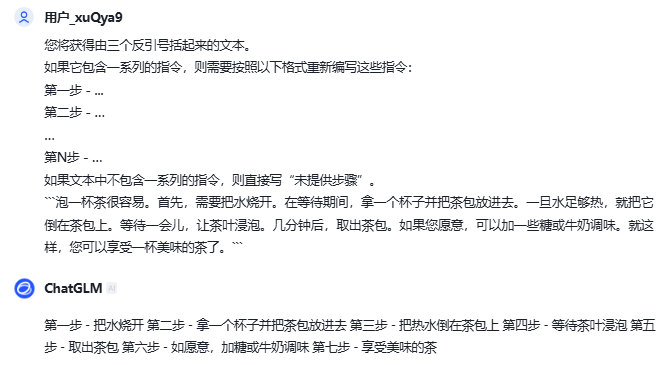 用户_xuQya9
您将获得由三个反引号括起来的文本。
如果它包含一系列的指令，则需要按照以下格式重新编写这些指令：
第一步 - ...
第二步 - …
…
第N步 - …
如果文本中不包含一系列的指令，则直接写“未提供步骤”。
```泡一杯茶很容易。首先，需要把水烧开。在等待期间，拿一个杯子并把茶包放进去。一旦水足够热，就把它
倒在茶包上。等待一会儿，让茶叶浸泡。几分钟后，取出茶包。如果您愿意，可以加一些糖或牛奶调味。就这
样，您可以享受一杯美味的茶了。```
ChatGLM AI
第一步 - 把水烧开 第二步 - 拿一个杯子并把茶包放进去 第三步 - 把热水倒在茶包上 第四步 - 等待茶叶浸泡 第五
步 - 取出茶包 第六步 - 如愿意，加糖或牛奶调味 第七步 - 享受美味的茶